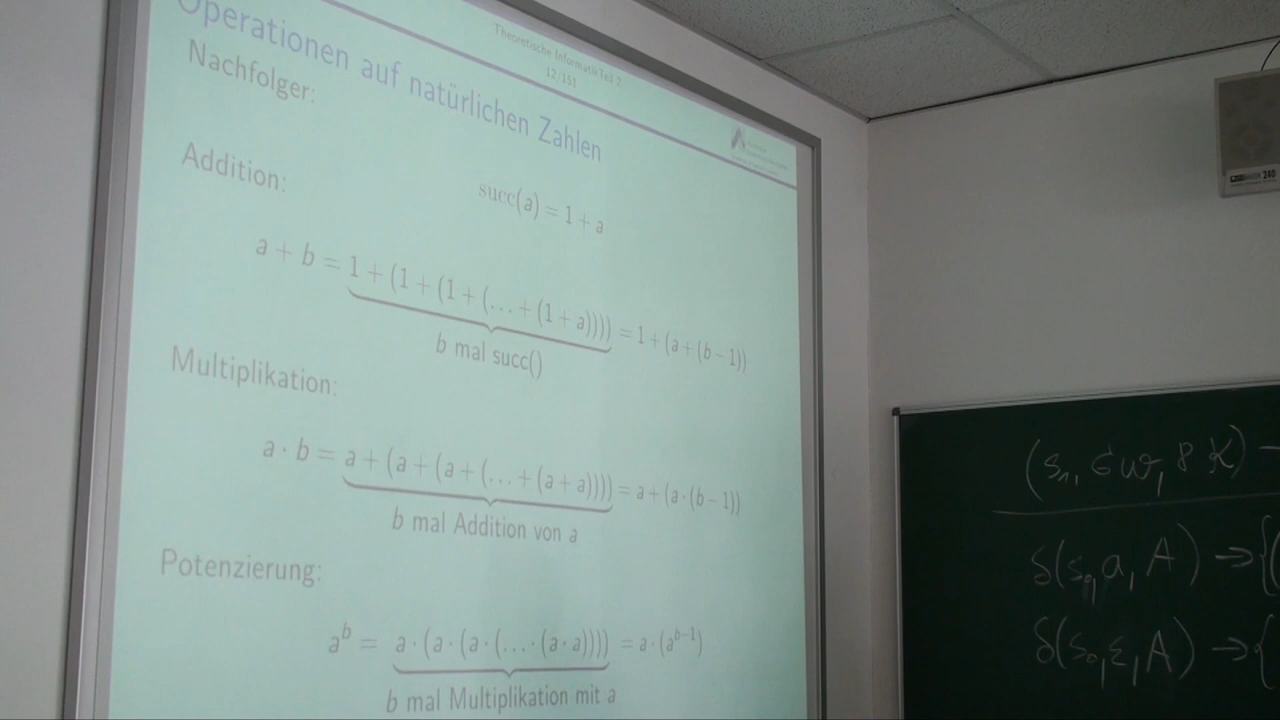 Theoretische Informatik Teil 2
12/151
Operationen auf natürlichen Zahlen
Nachfolger:
succ(a) = 1 + a
Addition:
a + b = 1 + (1 + (1 + (... + (1 + a)))) = 1 + (a + (b − 1))
b mal succ()
Multiplikation:
a · b = a + (a + (a + (... + (a + a)))) = a + (a · (b − 1))
b mal Addition von a
Potenzierung:
a^b = a · (a · (a · (... · (a · a)))) = a · (a^{b−1})
b mal Multiplikation mit a
240
δ(s₀, ε, A) → {